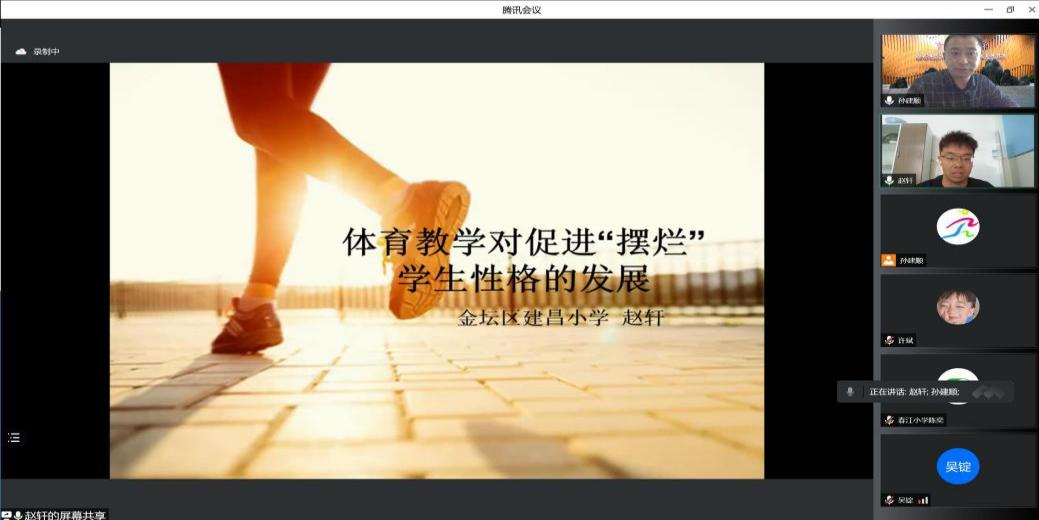 腾讯会议
录制中
体育教学对促进“摆烂”
学生性格的发展
金坛区建昌小学 赵轩
孙建顺
赵轩
孙建顺
许斌
正在讲话: 赵轩; 孙建顺;
春江小学陈奕
吴锭
吴锭
赵轩的屏幕共享